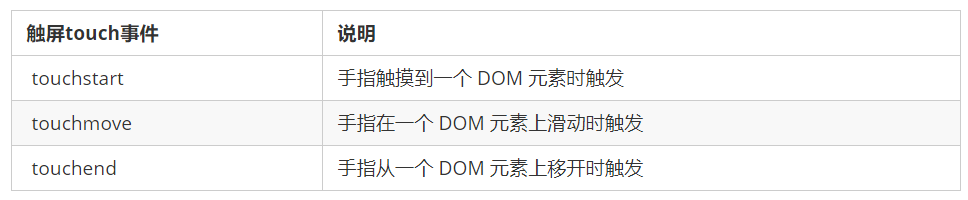 触屏touch事件 说明
touchstart 手指触摸到一个 DOM 元素时触发
touchmove 手指在一个 DOM 元素上滑动时触发
touchend 手指从一个 DOM 元素上移开时触发